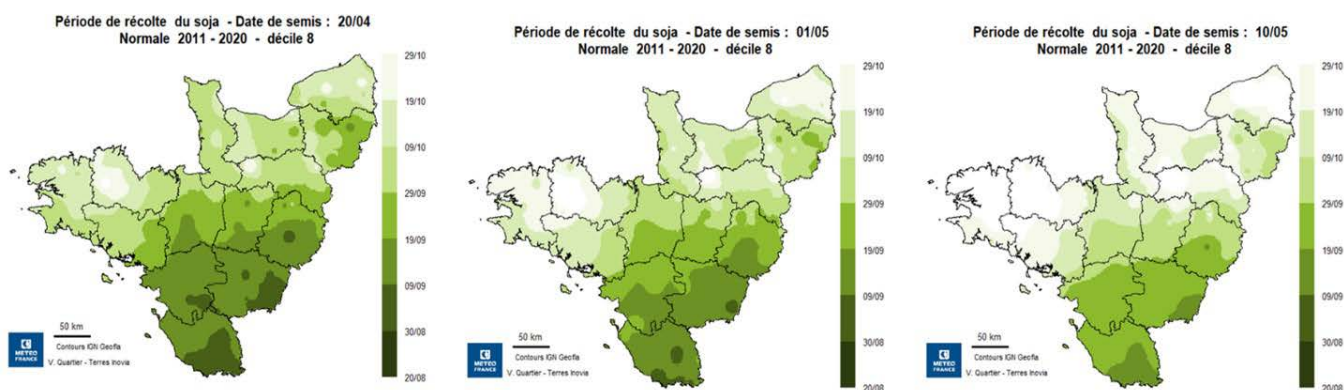 Période de récolte du soja - Date de semis : 20/04
Normale 2011 - 2020 - décile 8
29/10
19/10
09/10
29/09
19/09
09/09
30/08
20/08
50 km
METEO
FRANCE
Contours IGN Geofla
V. Quartier - Terres Inovia
Période de récolte du soja - Date de semis : 01/05
Normale 2011 - 2020 - décile 8
29/10
19/10
09/10
29/09
19/09
09/09
30/08
20/08
50 km
METEO
FRANCE
Contours IGN Geofla
V. Quartier - Terres Inovia
Période de récolte du soja - Date de semis : 10/05
Normale 2011 - 2020 - décile 8
29/10
19/10
09/10
29/09
19/09
09/09
30/08
20/08
50 km
METEO
FRANCE
Contours IGN Geofla
V. Quartier - Terres Inovia